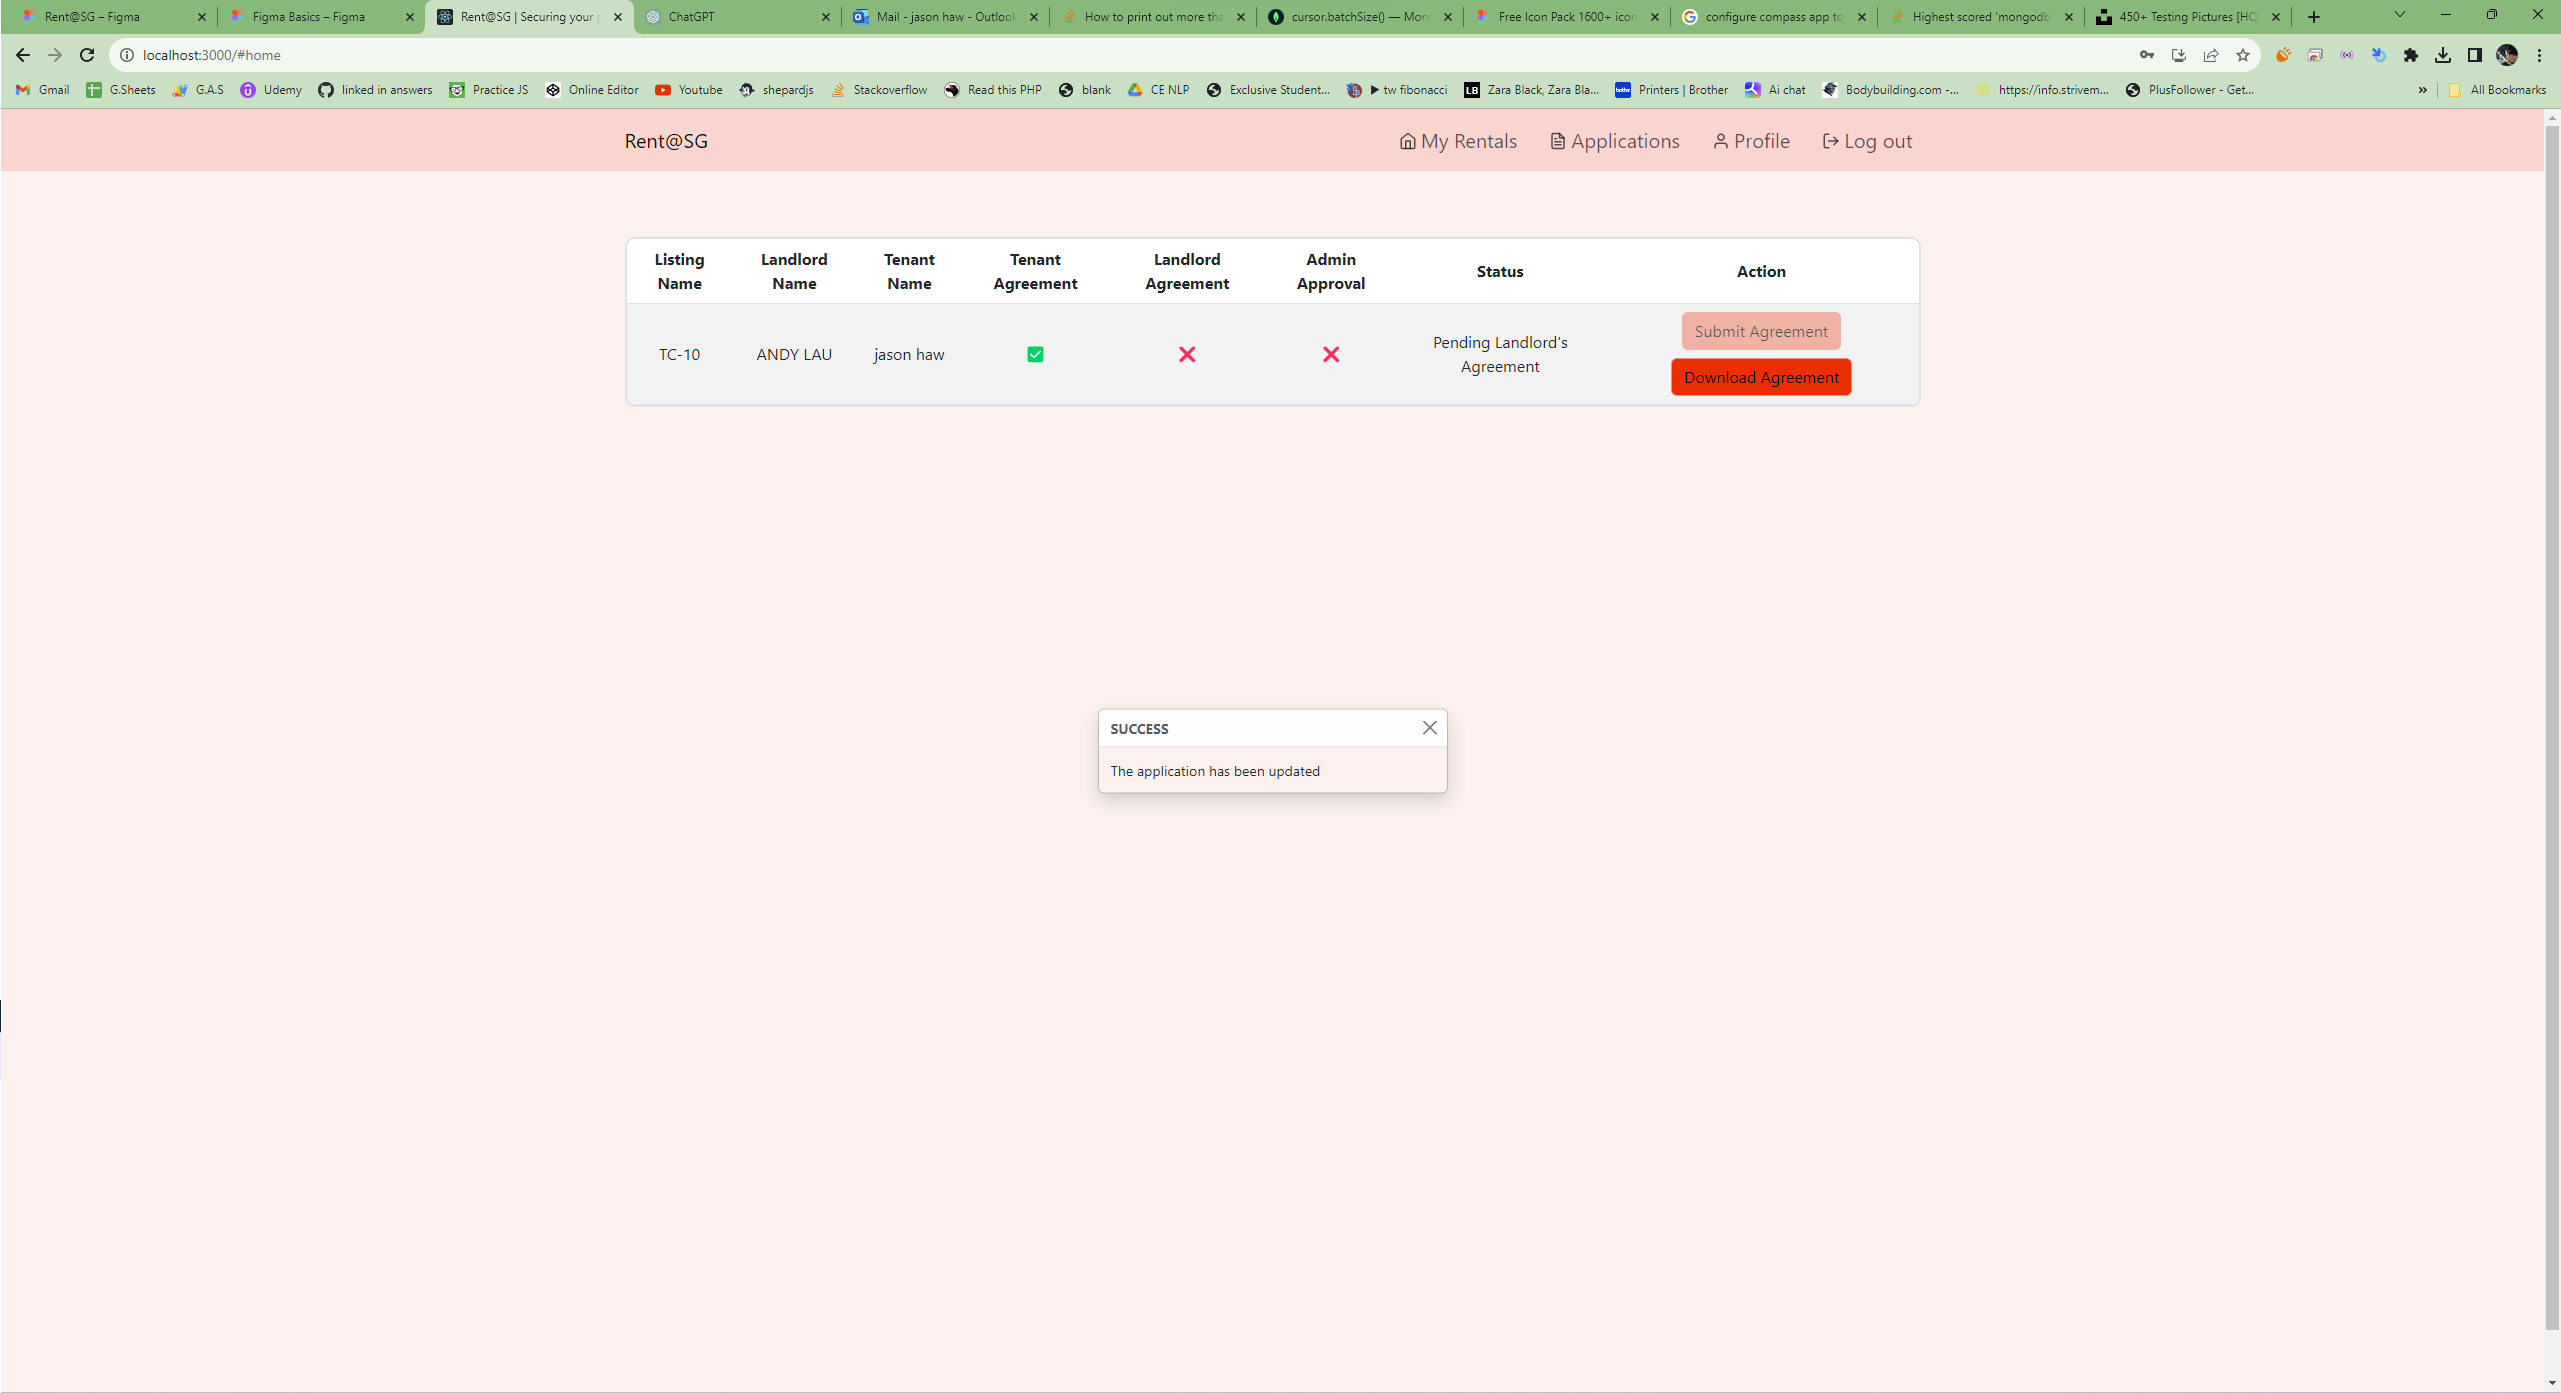 Rent@SG – Figma
Figma Basics – Figma
Rent@SG | Securing your
ChatGPT
Mail - jason haw - Outlook
How to print out more tha
cursor.batchSize() — Mon
Free Icon Pack 1600+ icon
configure compass app to
Highest scored 'mongodb
450+ Testing Pictures [HQ
localhost:3000/#home
Gmail
G.Sheets
G.A.S
Udemy
linked in answers
Practice JS
Online Editor
Youtube
shepardjs
Stackoverflow
Read this PHP
blank
CE NLP
Exclusive Student...
▶ tw fibonacci
LB
Zara Black, Zara Bla...
Printers | Brother
Ai chat
Bodybuilding.com -...
https://info.strivem...
PlusFollower - Get...
»
All Bookmarks
Rent@SG
My Rentals
Applications
Profile
Log out
Listing Name
Landlord Name
Tenant Name
Tenant Agreement
Landlord Agreement
Admin Approval
Status
Action
TC-10
ANDY LAU
jason haw
Pending Landlord's
Agreement
Submit Agreement
Download Agreement
SUCCESS
The application has been updated